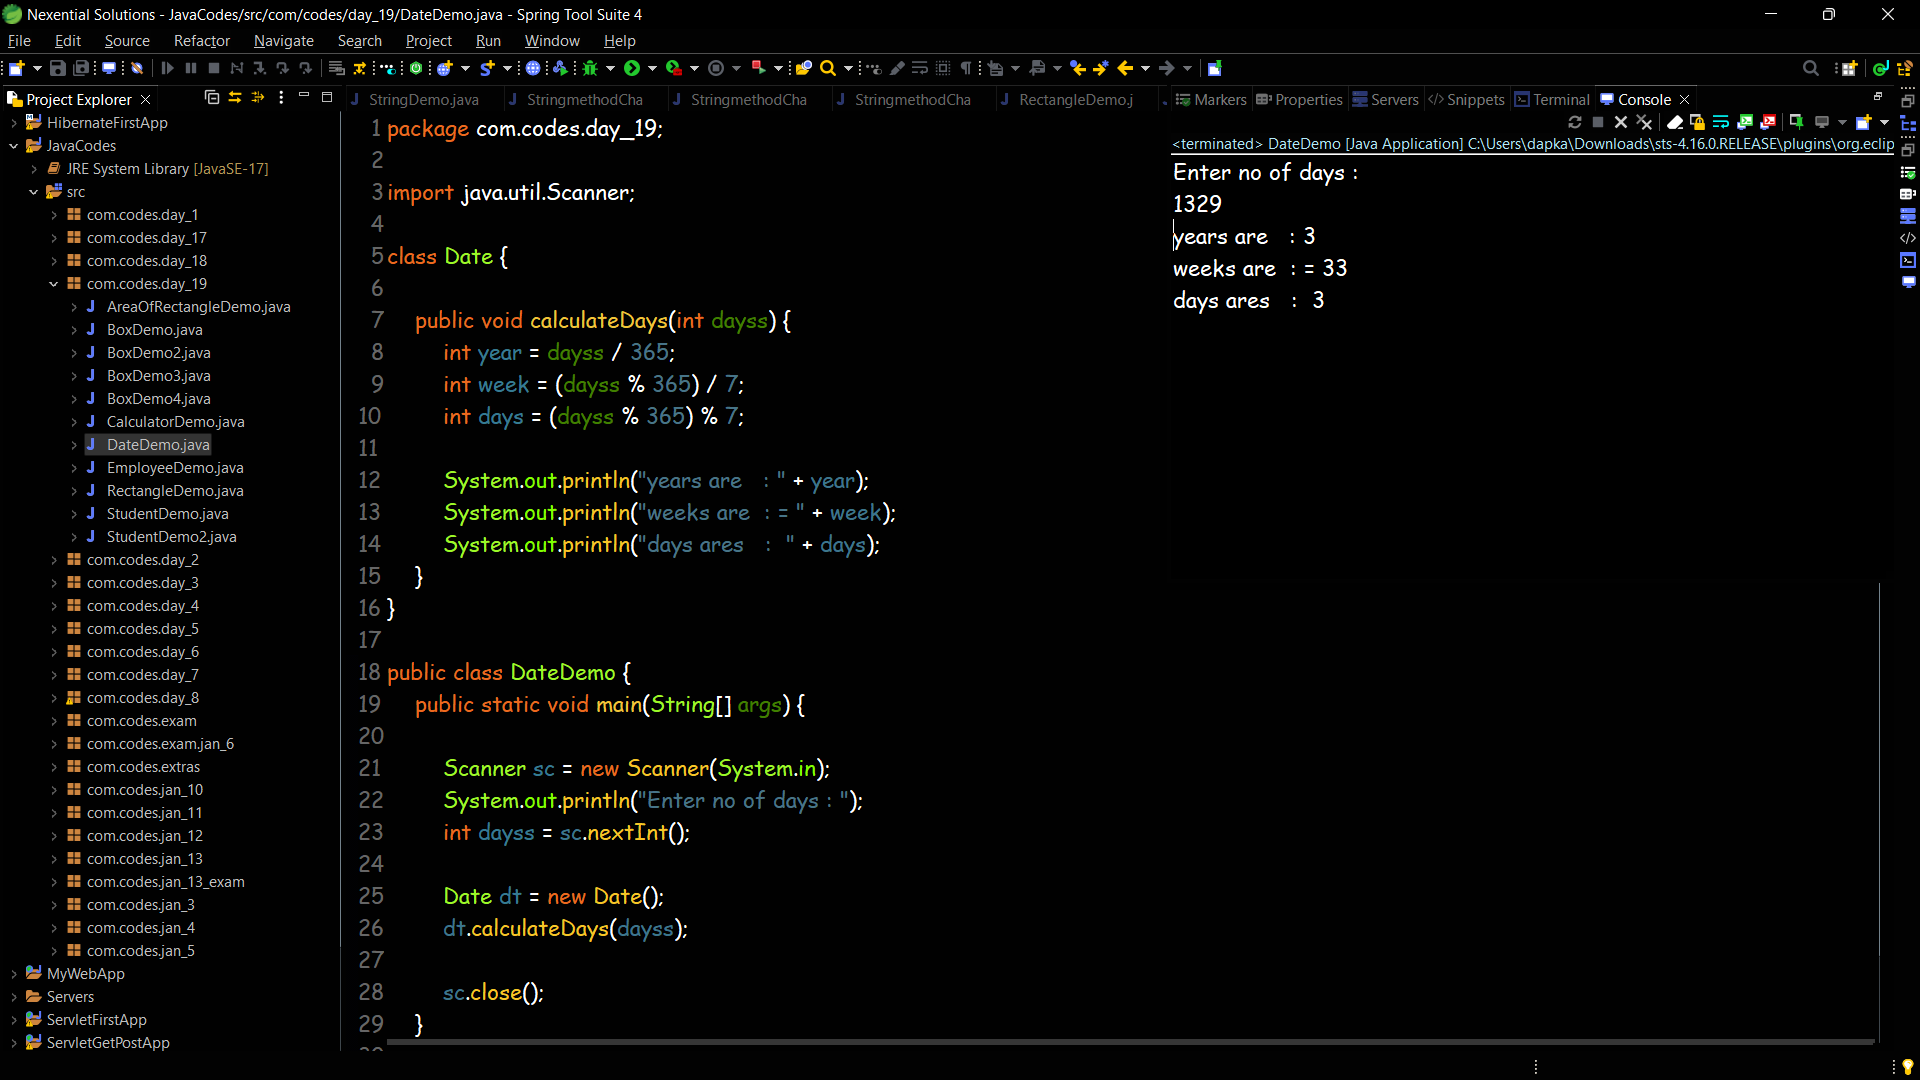 Nexential Solutions - JavaCodes/src/com/codes/day_19/DateDemo.java - Spring Tool Suite 4
File Edit Source Refactor Navigate Search Project Run Window Help
Project Explorer
HibernateFirstApp
JavaCodes
JRE System Library [JavaSE-17]
src
com.codes.day_1
com.codes.day_17
com.codes.day_18
com.codes.day_19
AreaOfRectangleDemo.java
BoxDemo.java
BoxDemo2.java
BoxDemo3.java
BoxDemo4.java
CalculatorDemo.java
DateDemo.java
EmployeeDemo.java
RectangleDemo.java
StudentDemo.java
StudentDemo2.java
com.codes.day_2
com.codes.day_3
com.codes.day_4
com.codes.day_5
com.codes.day_6
com.codes.day_7
com.codes.day_8
com.codes.exam
com.codes.exam.jan_6
com.codes.extras
com.codes.jan_10
com.codes.jan_11
com.codes.jan_12
com.codes.jan_13
com.codes.jan_13_exam
com.codes.jan_3
com.codes.jan_4
com.codes.jan_5
MyWebApp
Servers
ServletFirstApp
ServletGetPostApp
StringDemo.java StringmethodCha StringmethodCha StringmethodCha RectangleDemo.j
1 package com.codes.day_19;
2
3 import java.util.Scanner;
4
5 class Date {
6
7 public void calculateDays(int dayss) {
8 int year = dayss / 365;
9 int week = (dayss % 365) / 7;
10 int days = (dayss % 365) % 7;
11
12 System.out.println("years are   : " + year);
13 System.out.println("weeks are  : = " + week);
14 System.out.println("days ares   :  " + days);
15 }
16 }
17
18 public class DateDemo {
19 public static void main(String[] args) {
20
21 Scanner sc = new Scanner(System.in);
22 System.out.println("Enter no of days : ");
23 int dayss = sc.nextInt();
24
25 Date dt = new Date();
26 dt.calculateDays(dayss);
27
28 sc.close();
29 }
Markers Properties Servers Snippets Terminal Console
<terminated> DateDemo [Java Application] C:\Users\dapka\Downloads\sts-4.16.0.RELEASE\plugins\org.eclip
Enter no of days :
1329
years are   : 3
weeks are  : = 33
days ares   :  3